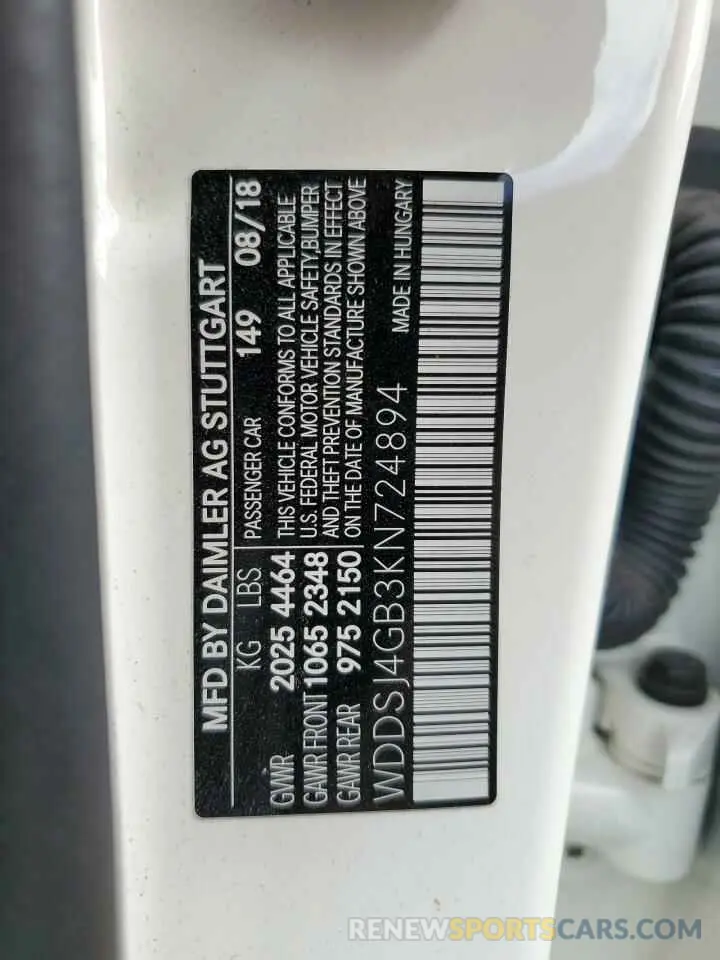 MFD BY DAIMLER AG STUTTGART
KG LBS PASSENGER CAR 149 08/18
GVWR 2025 4464 THIS VEHICLE CONFORMS TO ALL APPLICABLE
GAWR FRONT 1065 2348 U.S. FEDERAL MOTOR VEHICLE SAFETY,BUMPER
AND THEFT PREVENTION STANDARDS IN EFFECT
GAWR REAR 975 2150 ON THE DATE OF MANUFACTURE SHOWN ABOVE
WDDSJ4GB3KN724894 MADE IN HUNGARY
RENEWSPORTSCARS.COM